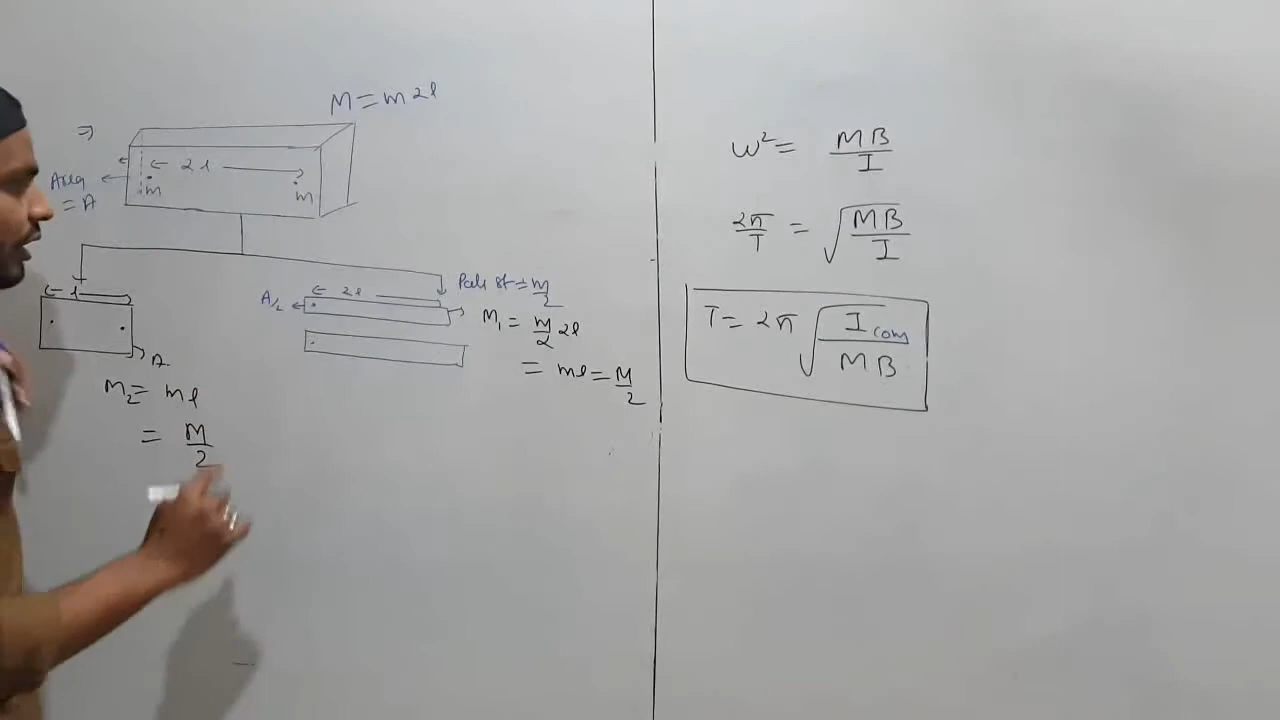 M = m 2l
⇒
← 2l →
Area = A
m
m
← l →
A
M₂ = ml
= M/2
A/2
← 2l →
Pole st = m/2
M₁ = m/2 2l
= ml = M/2
ω² = MB/I
2π/T = √(MB/I)
T = 2π √(I com/MB)